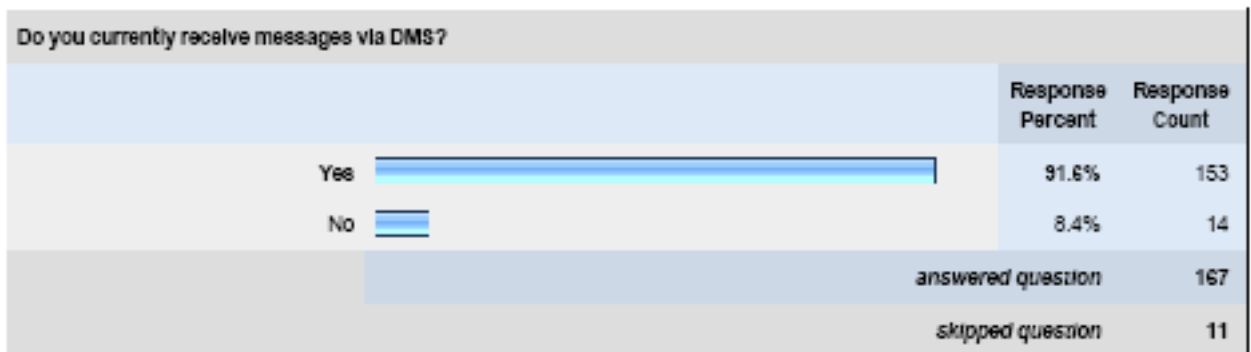 Do you currently receive messages via DMS?
Response Percent
Response Count
Yes 91.6% 153
No 8.4% 14
answered question 167
skipped question 11